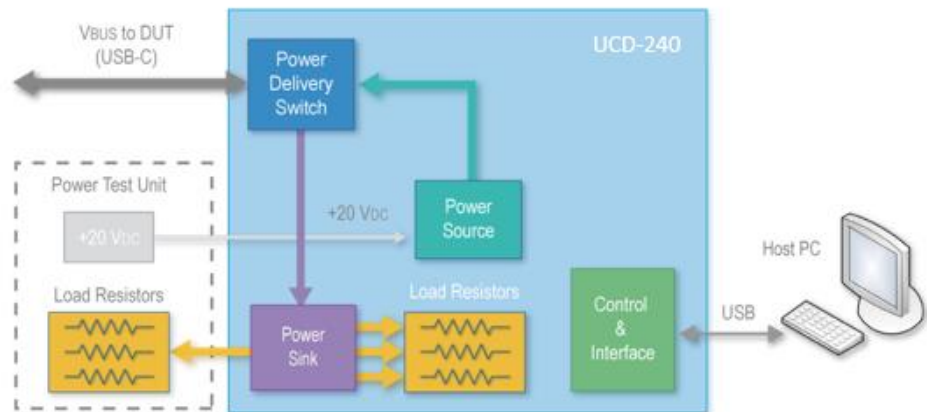 VBUS to DUT
(USB-C)
UCD-240
Power
Delivery
Switch
Power Test Unit
+20 VDC
+20 VDC
Power
Source
Host PC
Load Resistors
Load Resistors
Power
Sink
Control
&
Interface
USB